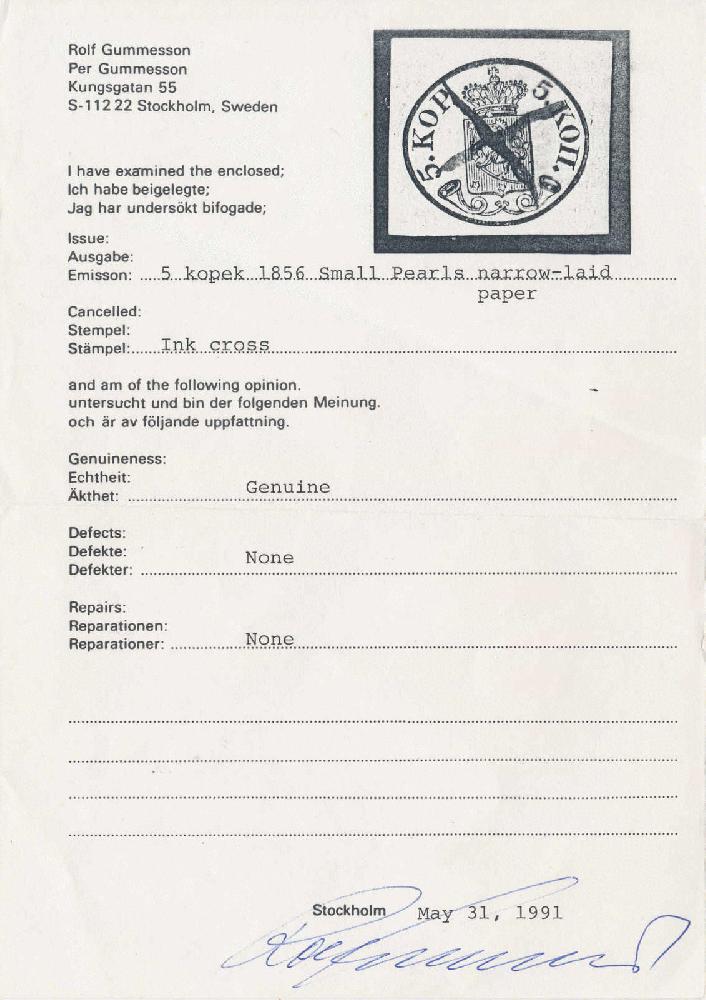 Rolf Gummesson
Per Gummesson
Kungsgatan 55
S-112 22 Stockholm, Sweden
5. KOP. 5. КОП.
I have examined the enclosed;
Ich habe beigelegte;
Jag har undersökt bifogade;
Issue:
Ausgabe:
Emisson: 5 kopek 1856 Small Pearls narrow-laid
paper
Cancelled:
Stempel:
Stämpel: Ink cross
and am of the following opinion.
untersucht und bin der folgenden Meinung.
och är av följande uppfattning.
Genuineness:
Echtheit:
Äkthet: Genuine
Defects:
Defekte:
Defekter: None
Repairs:
Reparationen:
Reparationer: None
Stockholm May 31, 1991